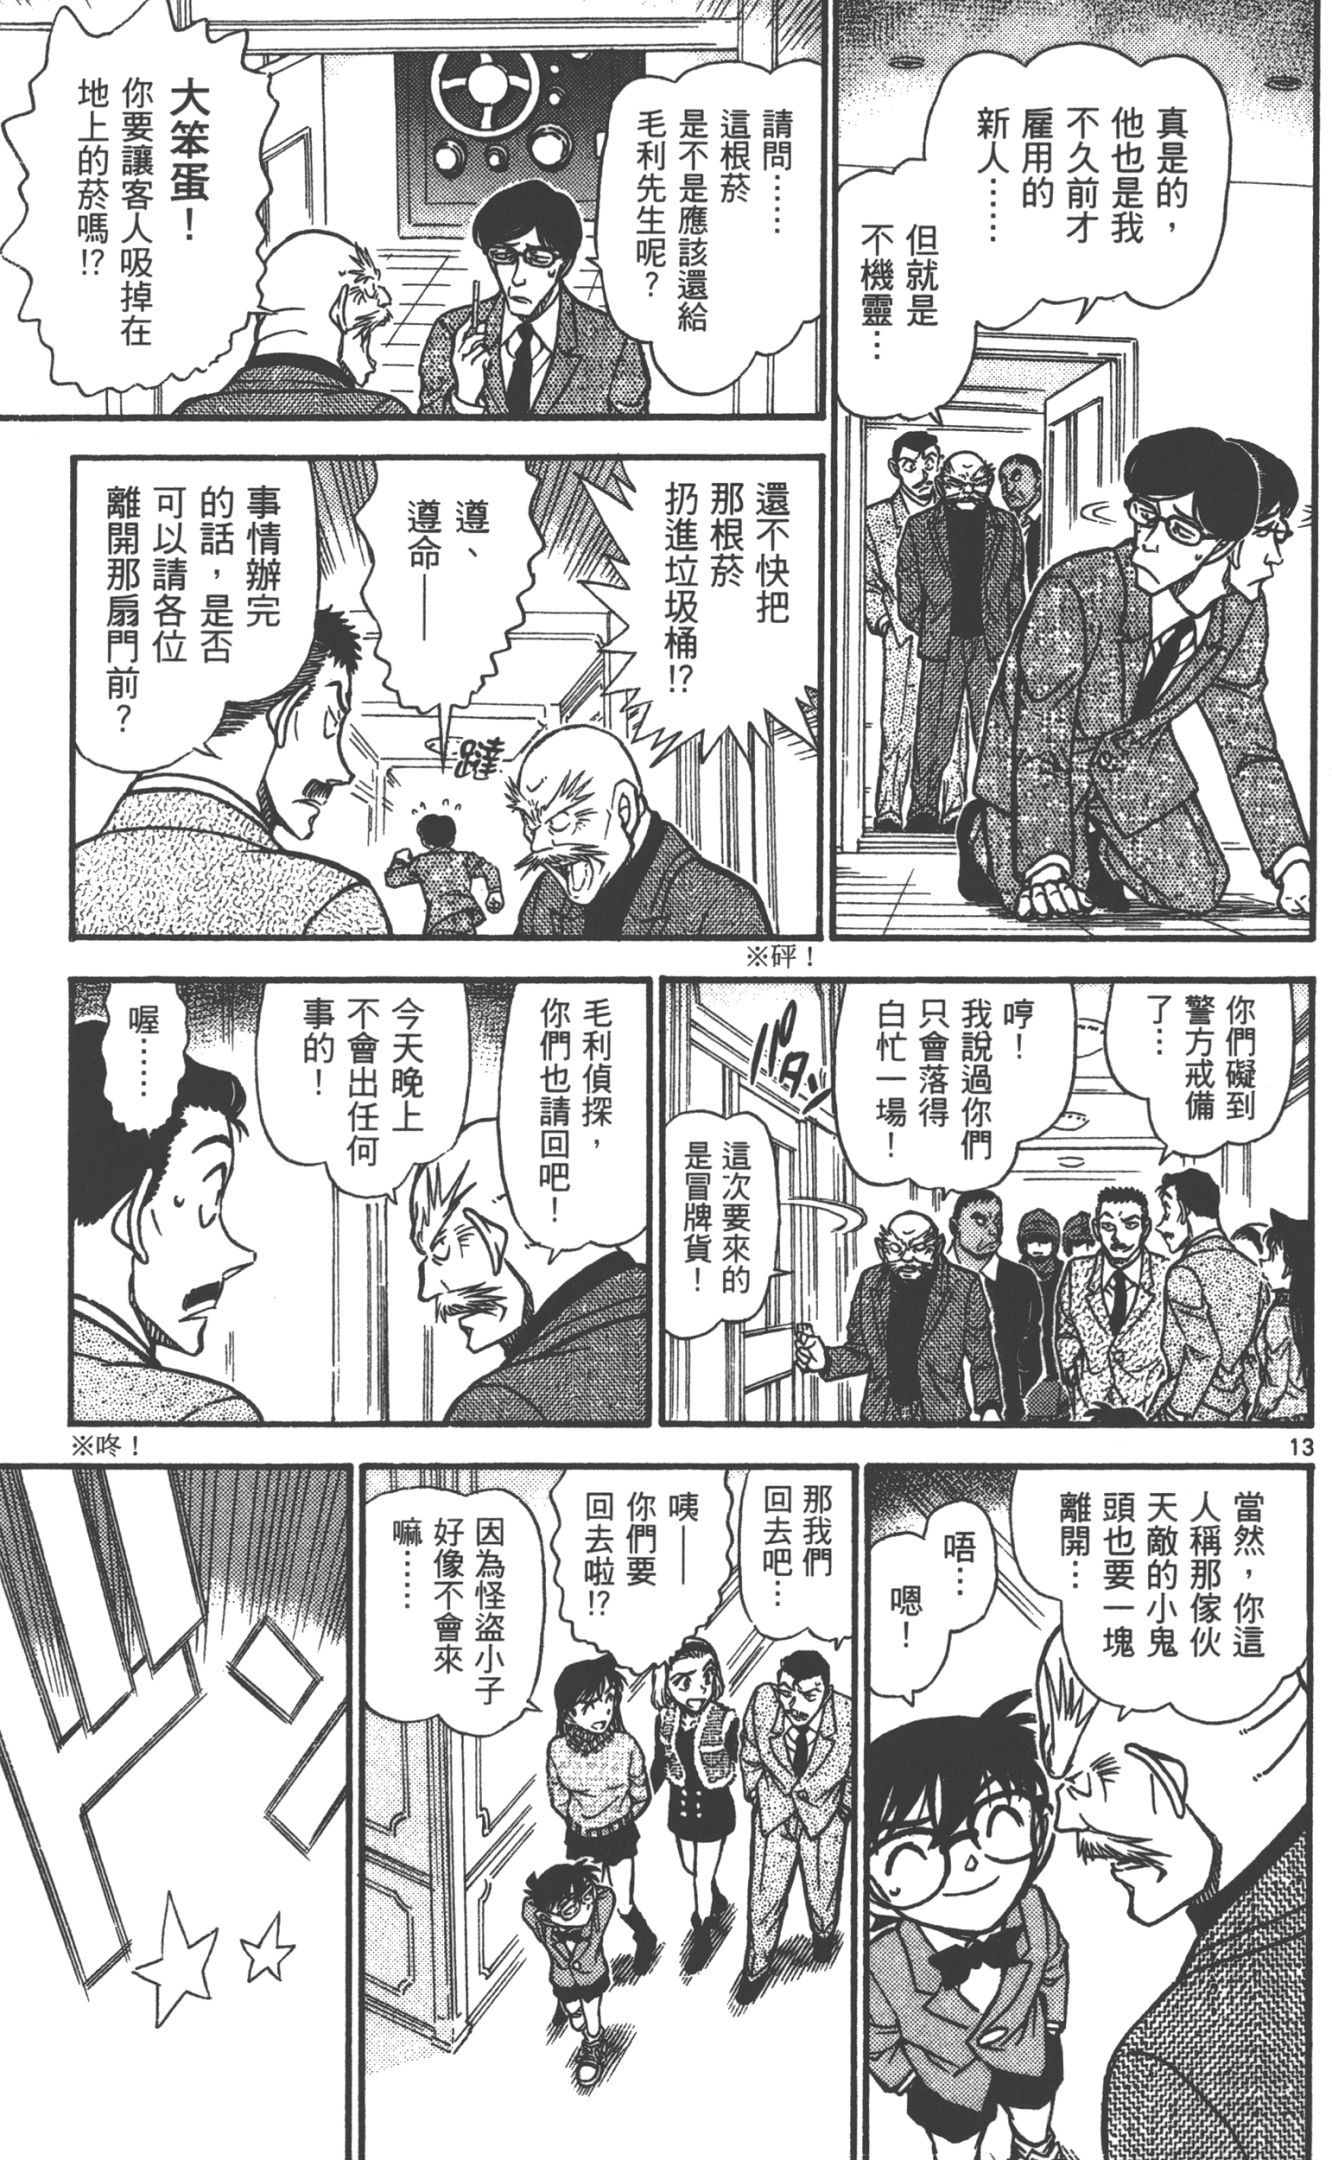 真是的，
他也是我
不久前才
雇用的
新人……
但就是
不機靈…
請問……
這根菸
是不是應該還給
毛利先生呢？
大笨蛋！
你要讓客人吸掉在
地上的菸嗎!?
還不快把
那根菸
扔進垃圾桶!?
遵、
遵命——
躂
事情辦完
的話，是否
可以請各位
離開那扇門前？
※砰！
你們礙到
警方戒備
了…
哼！
我說過你們
只會落得
白忙一場！
這次要來的
是冒牌貨！
バタン
毛利偵探，
你們也請回吧！
今天晚上
不會出任何
事的！
喔……
※咚！
13
當然，你這
人稱那傢伙
天敵的小鬼
頭也要一塊
離開…
唔…
嗯！
那我們
回去吧…
咦——
你們要
回去啦!?
因為怪盜小子
好像不會來
嘛……